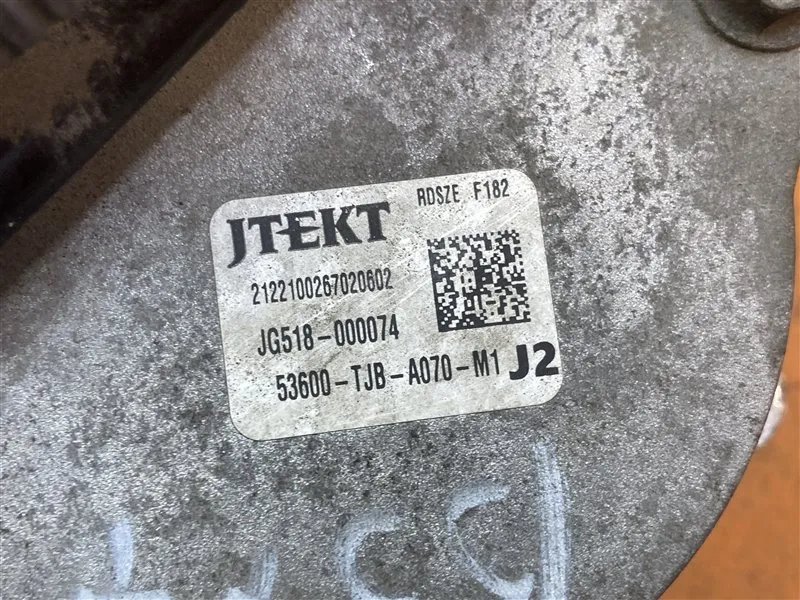 RDSZE F182
JTEKT
2122100267020602
JG518-000074
53600-TJB-A070-M1 J2